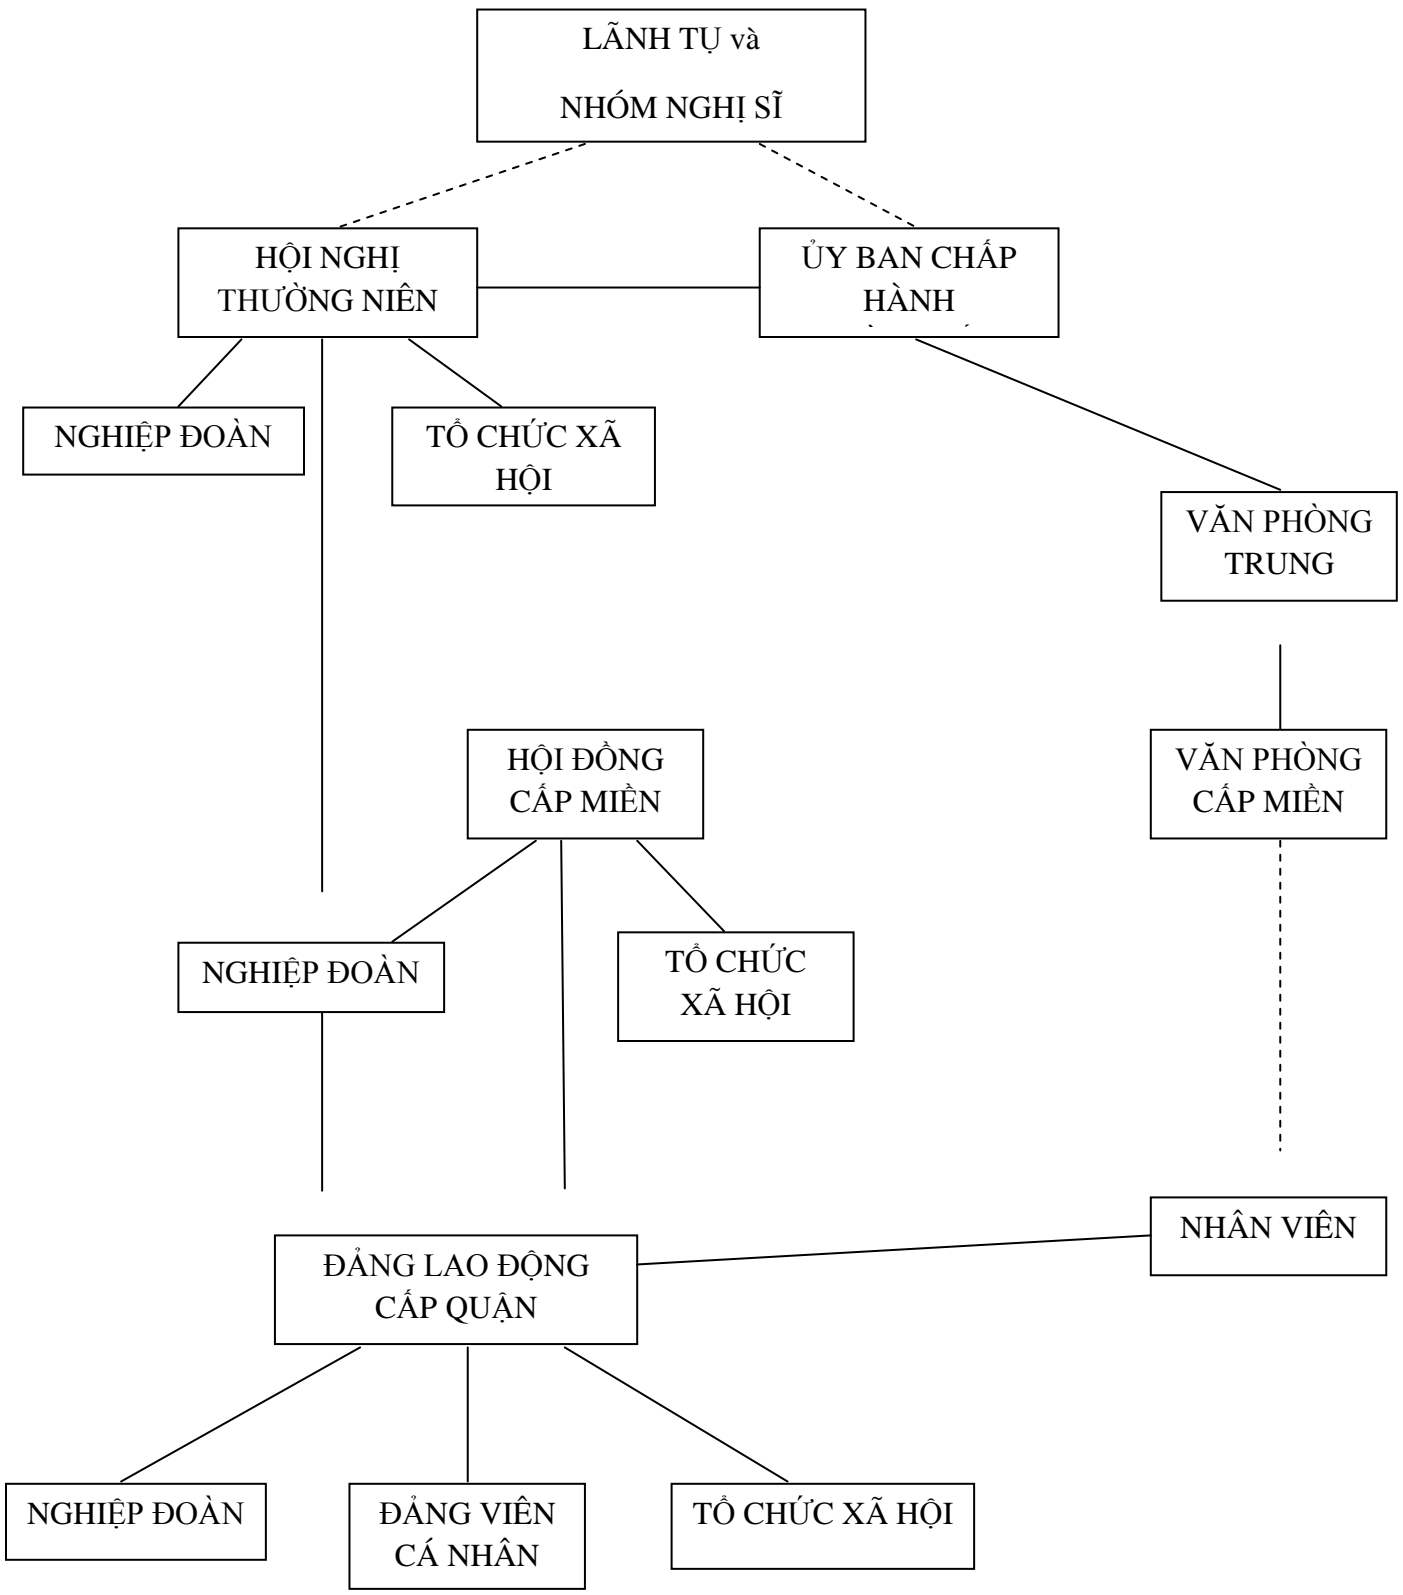 LÃNH TỤ và
NHÓM NGHỊ SĨ
HỘI NGHỊ
THƯỜNG NIÊN
ỦY BAN CHẤP
HÀNH
NGHIỆP ĐOÀN
TỔ CHỨC XÃ
HỘI
VĂN PHÒNG
TRUNG
HỘI ĐỒNG
CẤP MIỀN
VĂN PHÒNG
CẤP MIỀN
NGHIỆP ĐOÀN
TỔ CHỨC
XÃ HỘI
NHÂN VIÊN
ĐẢNG LAO ĐỘNG
CẤP QUẬN
NGHIỆP ĐOÀN
ĐẢNG VIÊN
CÁ NHÂN
TỔ CHỨC XÃ HỘI